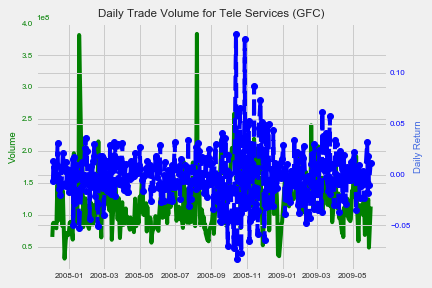 Daily Trade Volume for Tele Services (GFC)
1e8
4.0
3.5
3.0
2.5
2.0
1.5
1.0
0.5
Volume
0.10
0.05
0.00
−0.05
Daily Return
2008-01 2008-03 2008-05 2008-07 2008-09 2008-11 2009-01 2009-03 2009-05